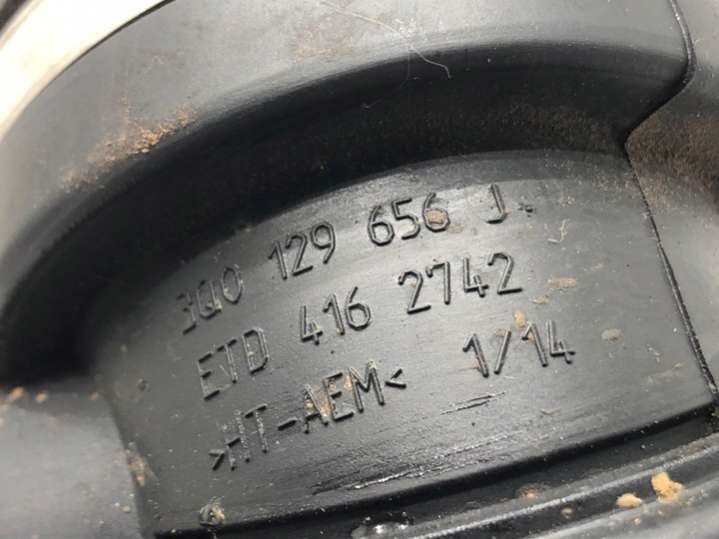 3Q0 129 656 J
ETD 416 2742
>HT-AEM< 1/14